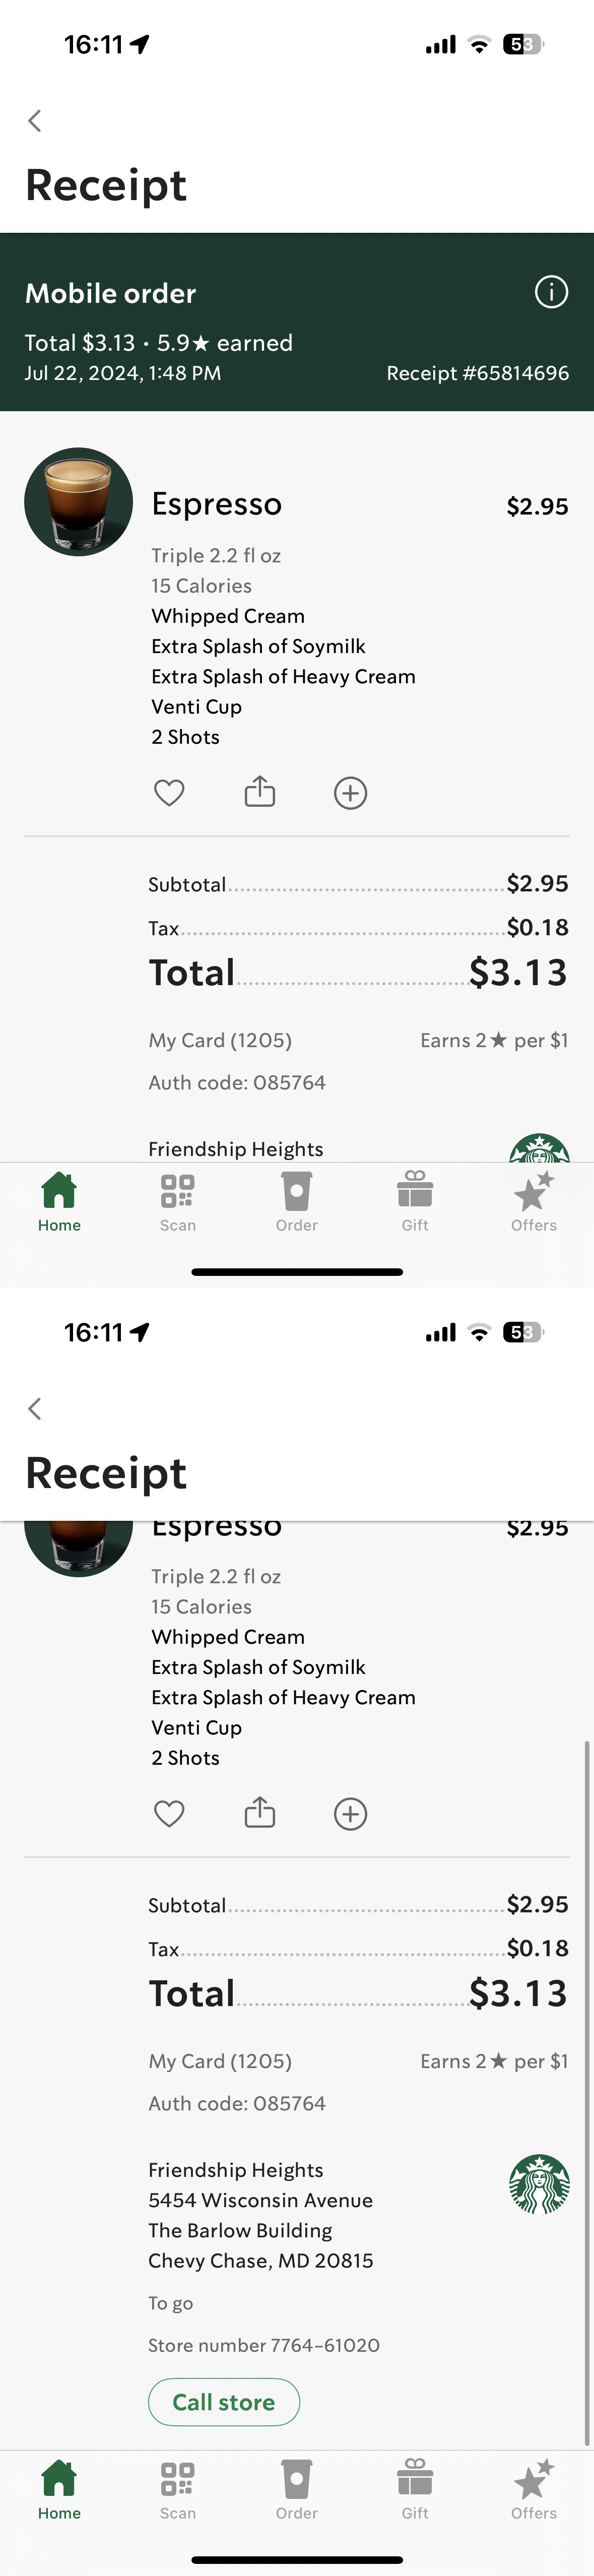 16:11
53
Receipt
Mobile order
Total $3.13 • 5.9★ earned
Jul 22, 2024, 1:48 PM Receipt #65814696
Espresso $2.95
Triple 2.2 fl oz
15 Calories
Whipped Cream
Extra Splash of Soymilk
Extra Splash of Heavy Cream
Venti Cup
2 Shots
Subtotal $2.95
Tax $0.18
Total $3.13
My Card (1205) Earns 2★ per $1
Auth code: 085764
Friendship Heights
Home Scan Order Gift Offers
16:11
53
Receipt
Espresso $2.95
Triple 2.2 fl oz
15 Calories
Whipped Cream
Extra Splash of Soymilk
Extra Splash of Heavy Cream
Venti Cup
2 Shots
Subtotal $2.95
Tax $0.18
Total $3.13
My Card (1205) Earns 2★ per $1
Auth code: 085764
Friendship Heights
5454 Wisconsin Avenue
The Barlow Building
Chevy Chase, MD 20815
To go
Store number 7764-61020
Call store
Home Scan Order Gift Offers